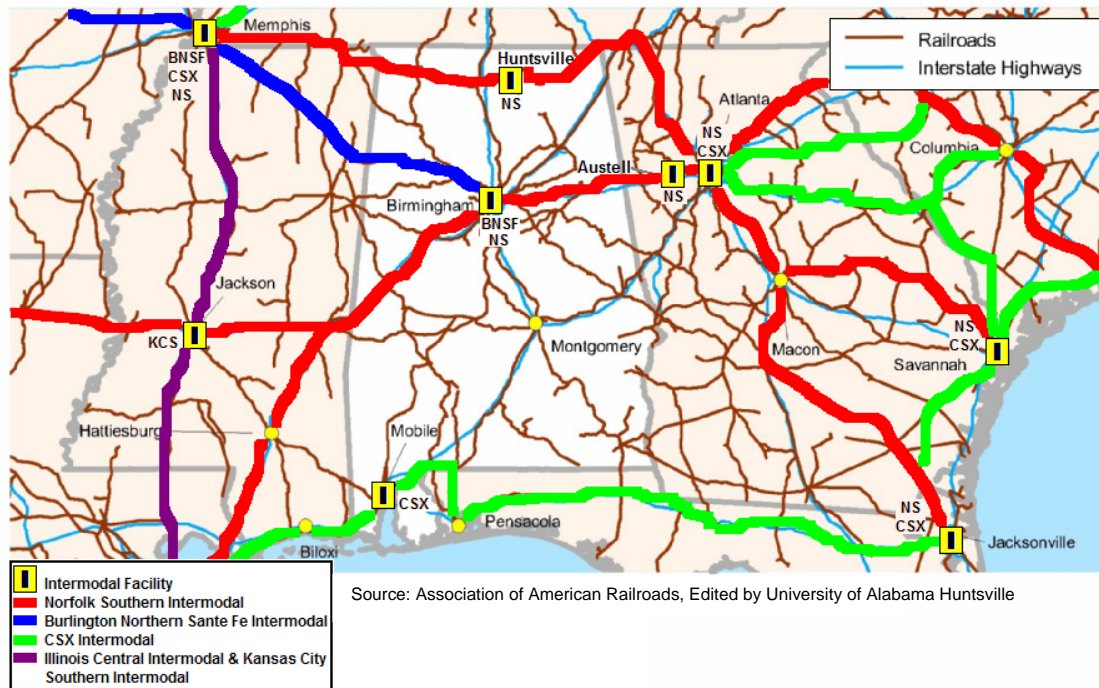 Memphis
BNSF
CSX
NS
Huntsville
NS
Railroads
Interstate Highways
Atlanta
NS
CSX
Columbia
Austell
NS
Birmingham
BNSF
NS
Jackson
KCS
Montgomery
Macon
NS
CSX
Savannah
Hattiesburg
Mobile
CSX
Pensacola
Biloxi
NS
CSX
Jacksonville
Intermodal Facility
Norfolk Southern Intermodal
Burlington Northern Sante Fe Intermodal
CSX Intermodal
Illinois Central Intermodal & Kansas City
Southern Intermodal
Source: Association of American Railroads, Edited by University of Alabama Huntsville